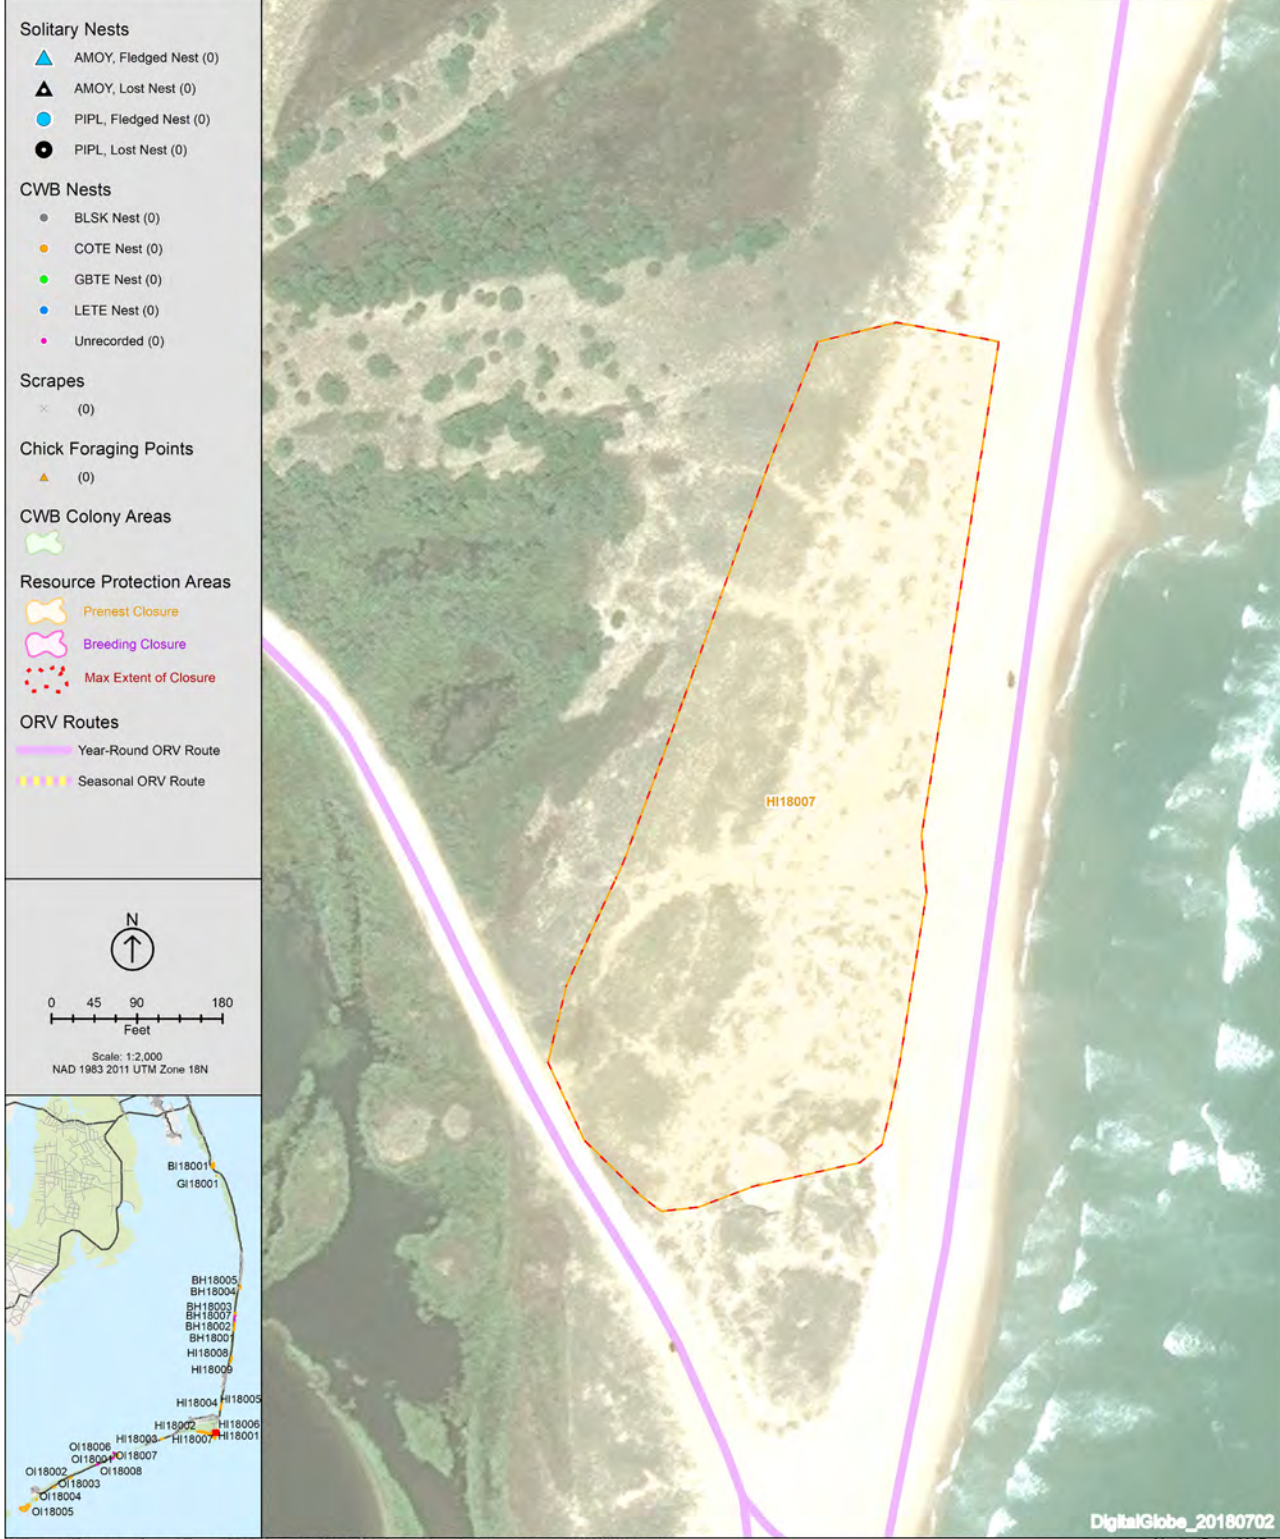 Solitary Nests
AMOY, Fledged Nest (0)
AMOY, Lost Nest (0)
PIPL, Fledged Nest (0)
PIPL, Lost Nest (0)
CWB Nests
BLSK Nest (0)
COTE Nest (0)
GBTE Nest (0)
LETE Nest (0)
Unrecorded (0)
Scrapes
(0)
Chick Foraging Points
(0)
CWB Colony Areas
Resource Protection Areas
Prenest Closure
Breeding Closure
Max Extent of Closure
ORV Routes
Year-Round ORV Route
Seasonal ORV Route
N
0 45 90 180
Feet
Scale: 1:2,000
NAD 1983 2011 UTM Zone 18N
BI18001
GI18001
BH18005
BH18004
BH18003
BH18007
BH18002
BH18001
HI18008
HI18009
HI18004 HI18005
HI18002 HI18006
HI18003 HI18007 HI18001
OI18006
OI18001 OI18007
OI18002 OI18008
OI18003
OI18004
OI18005
HI18007
DigitalGlobe_20180702